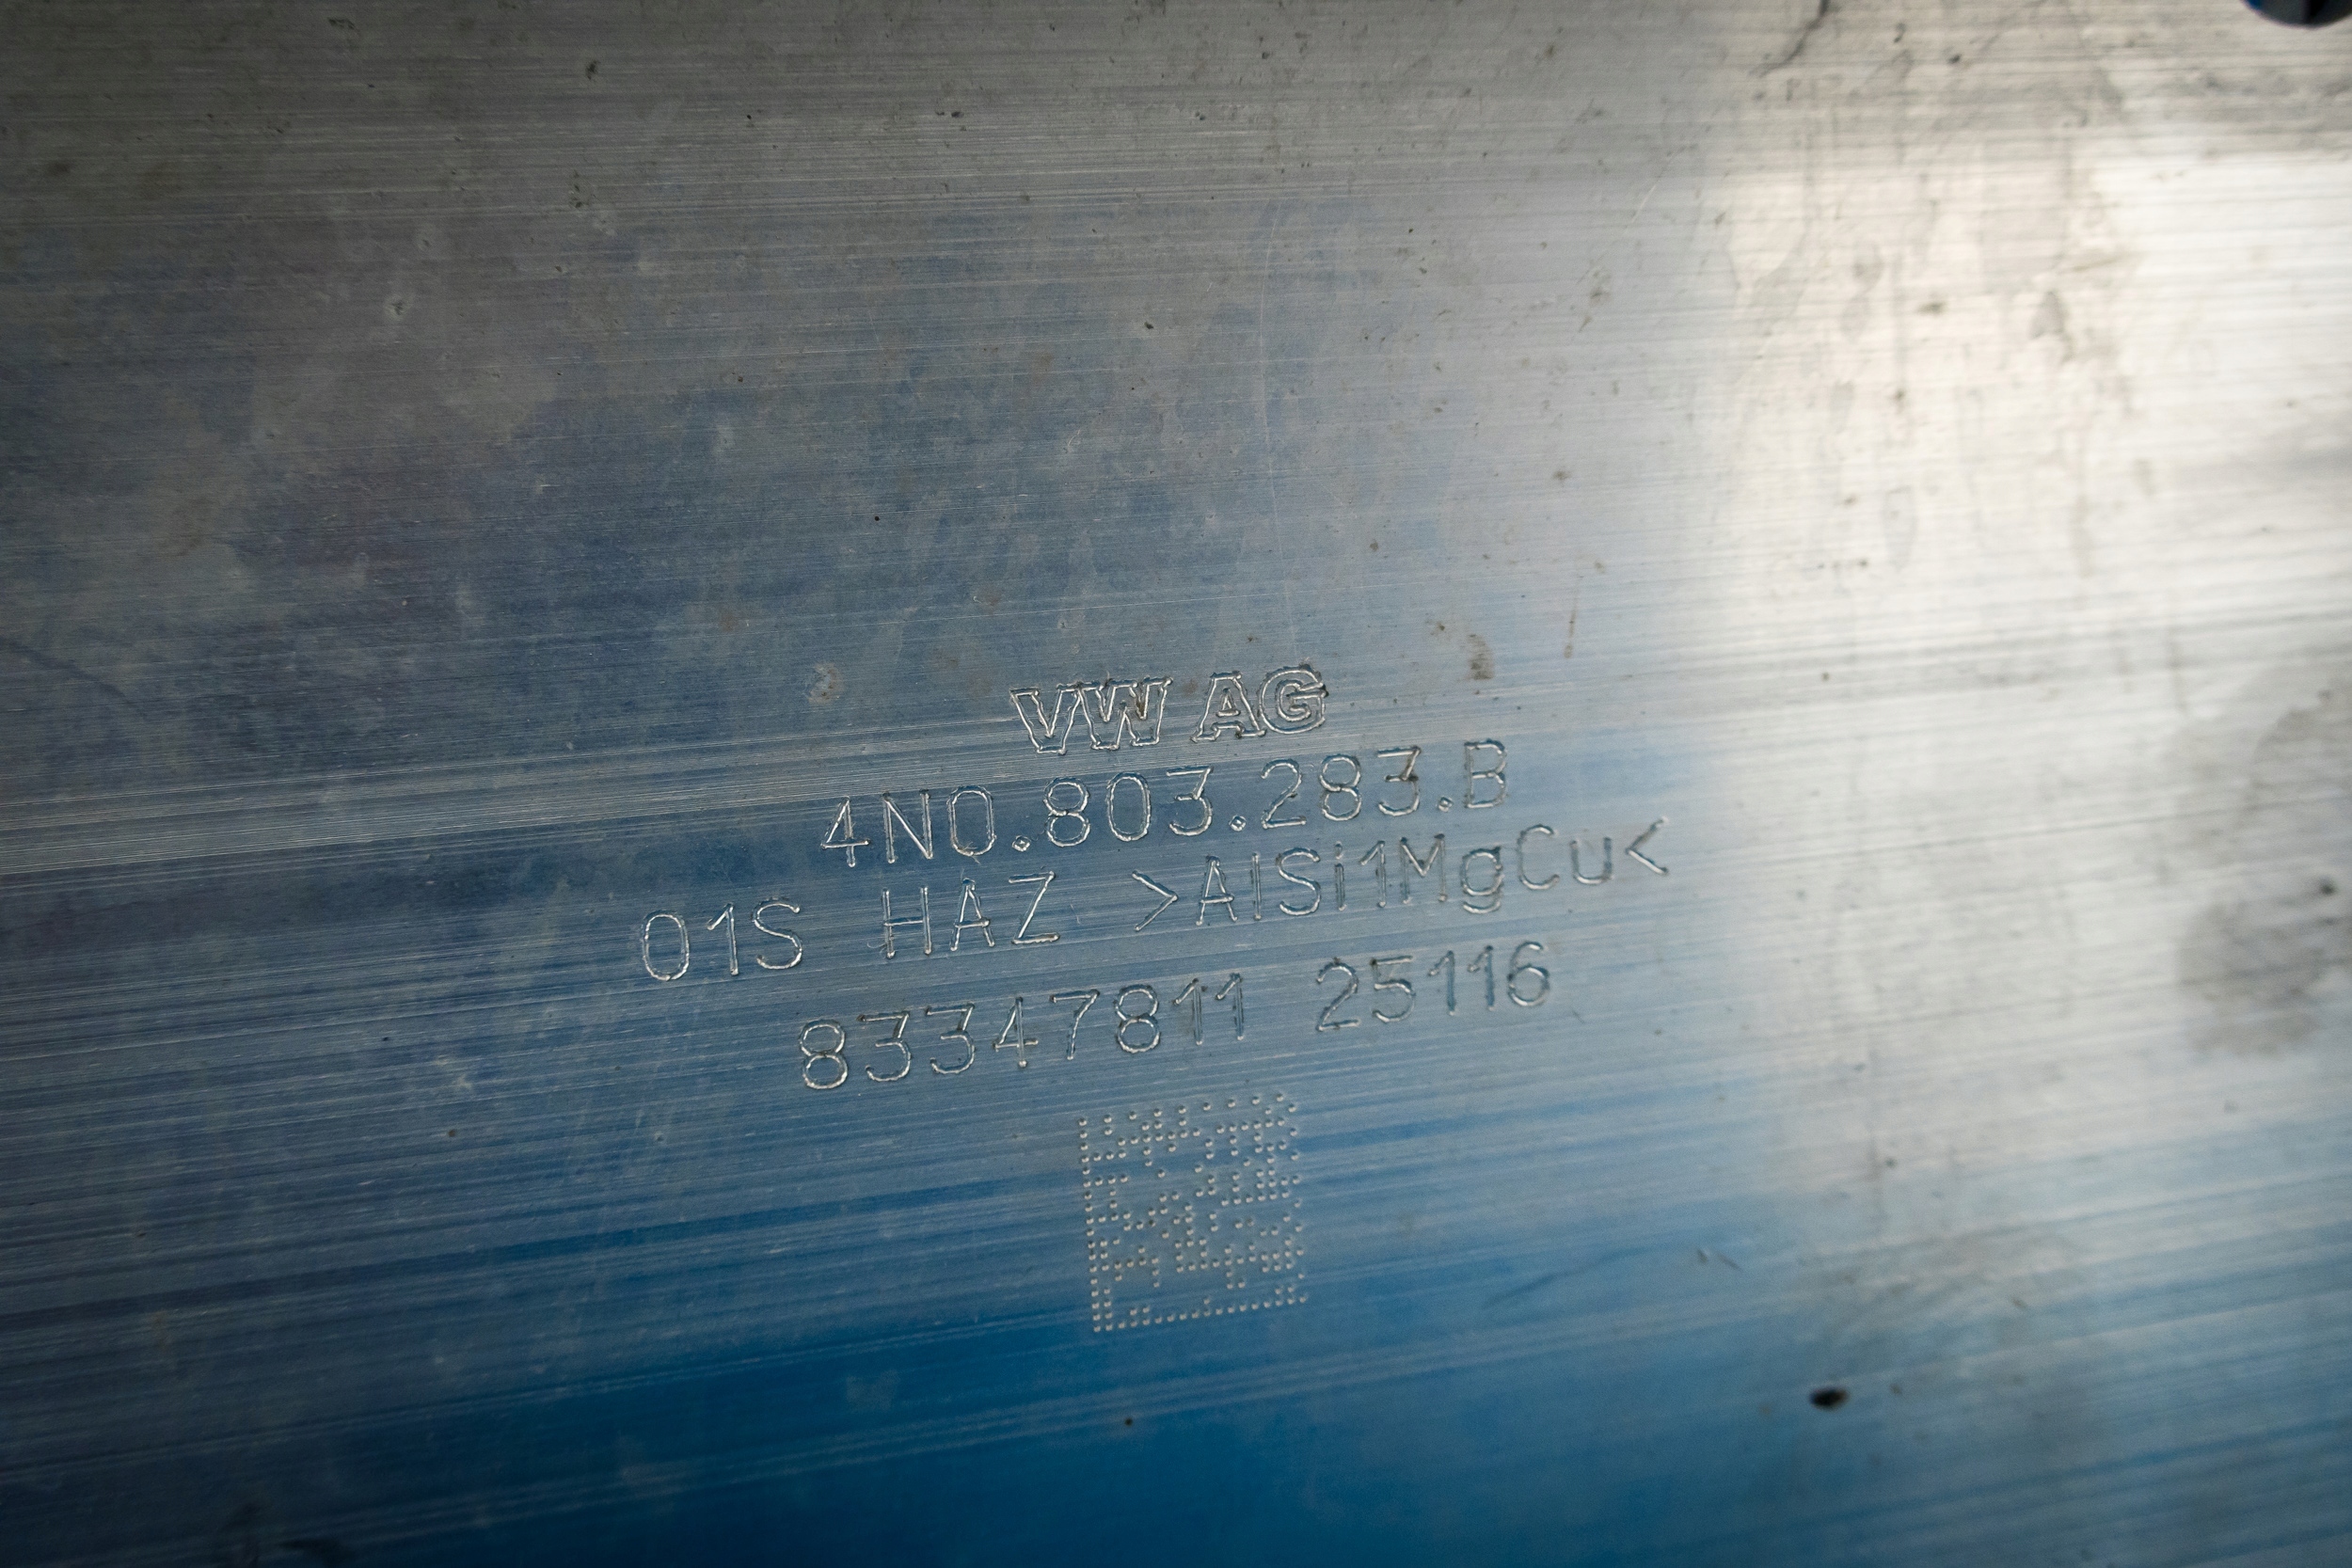 VW AG
4N0.803.283.B
01S HAZ >AlSi1MgCu<
83347811 25116